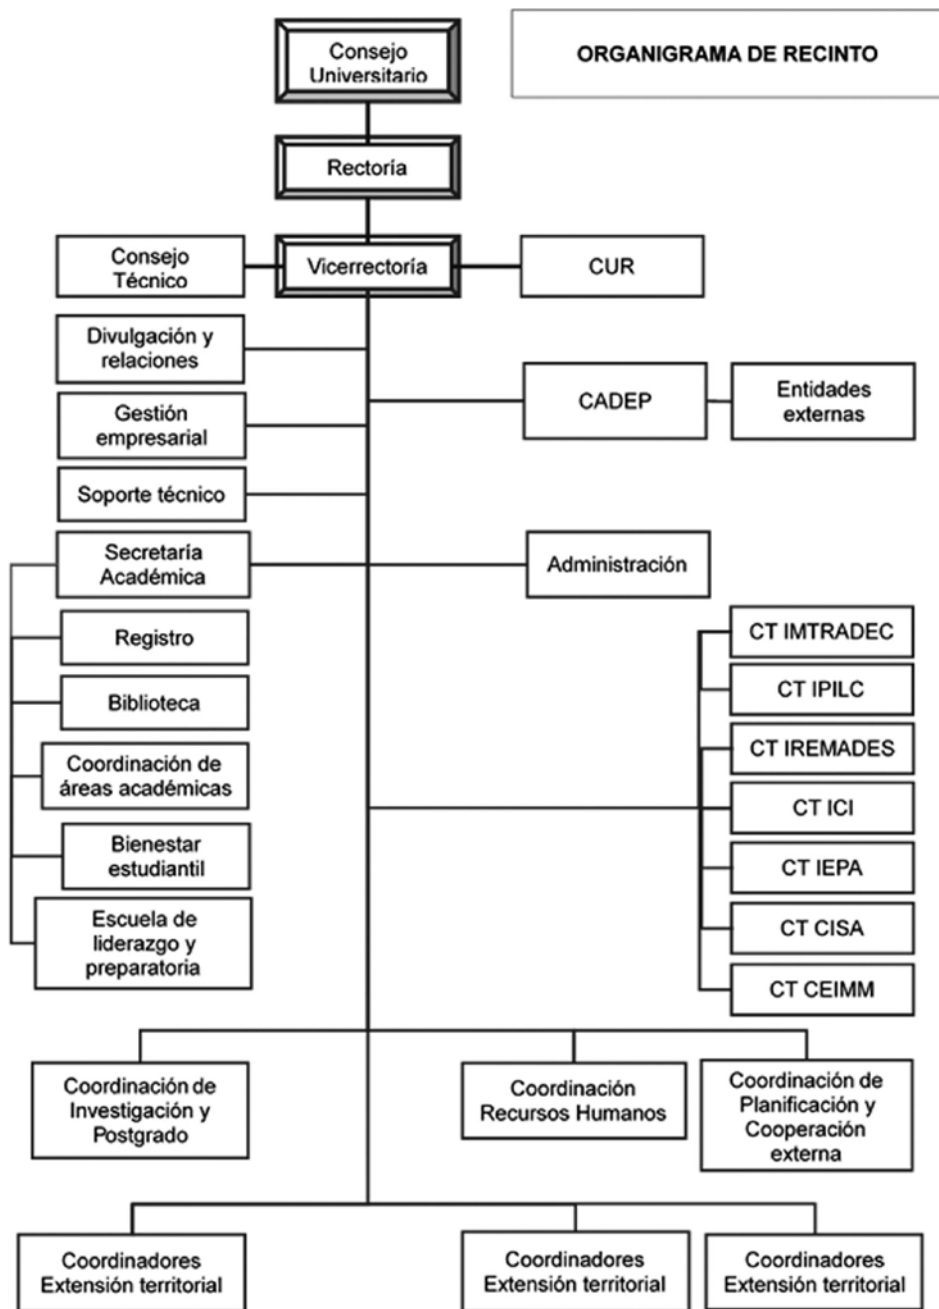 ORGANIGRAMA DE RECINTO
Consejo
Universitario
Rectoría
Consejo
Técnico
Vicerrectoría
CUR
Divulgación y
relaciones
CADEP
Entidades
externas
Gestión
empresarial
Soporte técnico
Secretaría
Académica
Administración
Registro
Biblioteca
Coordinación de
áreas académicas
Bienestar
estudiantil
Escuela de
liderazgo y
preparatoria
CT IMTRADEC
CT IPILC
CT IREMADES
CT ICI
CT IEPA
CT CISA
CT CEIMM
Coordinación de
Investigación y
Postgrado
Coordinación
Recursos Humanos
Coordinación de
Planificación y
Cooperación
externa
Coordinadores
Extensión territorial
Coordinadores
Extensión territorial
Coordinadores
Extensión territorial